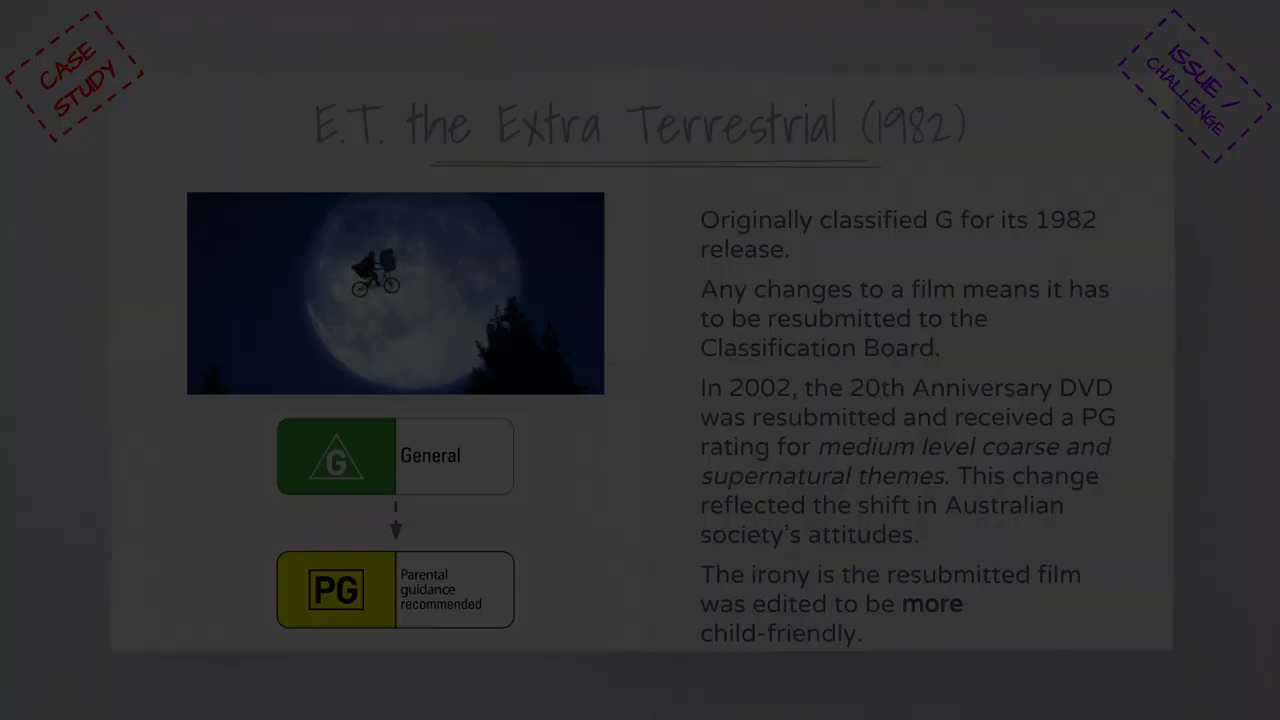 CASE
STUDY
ISSUE /
CHALLENGE
E.T. the Extra Terrestrial (1982)
G
General
PG
Parental
guidance
recommended
Originally classified G for its 1982
release.
Any changes to a film means it has
to be resubmitted to the
Classification Board.
In 2002, the 20th Anniversary DVD
was resubmitted and received a PG
rating for medium level coarse and
supernatural themes. This change
reflected the shift in Australian
society's attitudes.
The irony is the resubmitted film
was edited to be more
child-friendly.